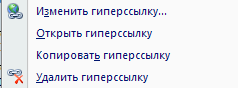 Изменить гиперссылку...
Открыть гиперссылку
Копировать гиперссылку
Удалить гиперссылку